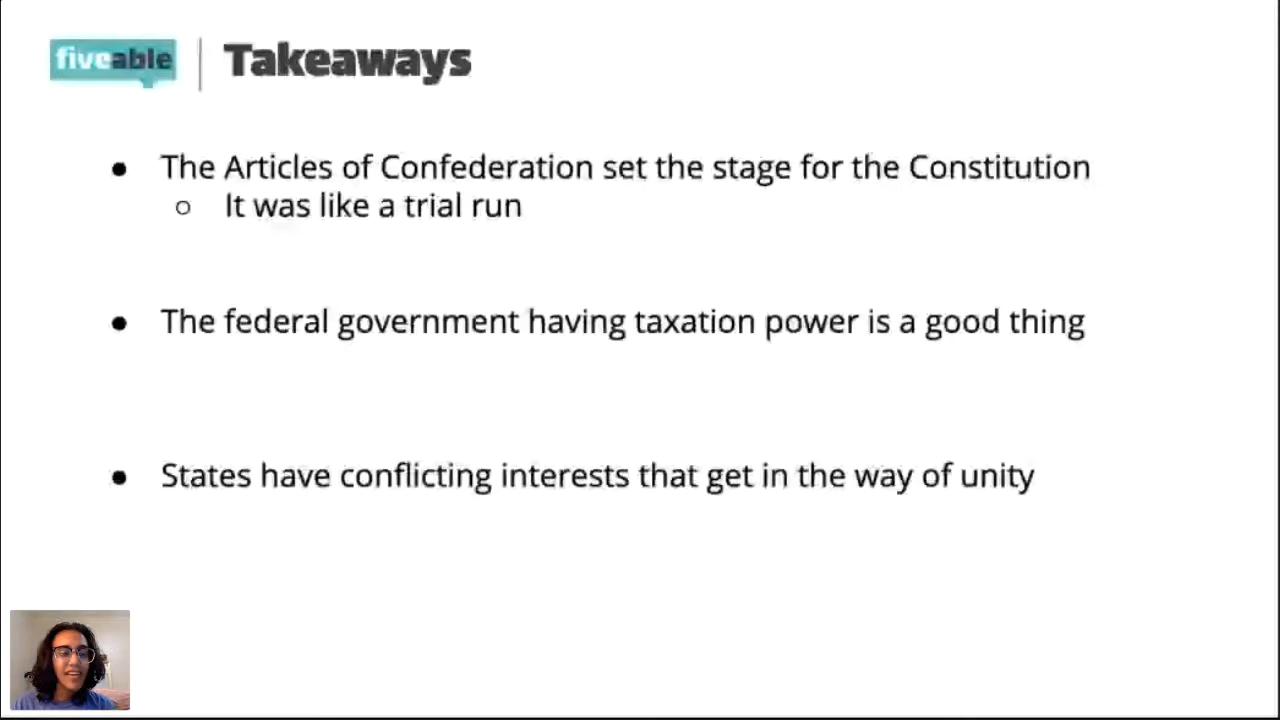 fiveable
Takeaways
● The Articles of Confederation set the stage for the Constitution
○ It was like a trial run
● The federal government having taxation power is a good thing
● States have conflicting interests that get in the way of unity